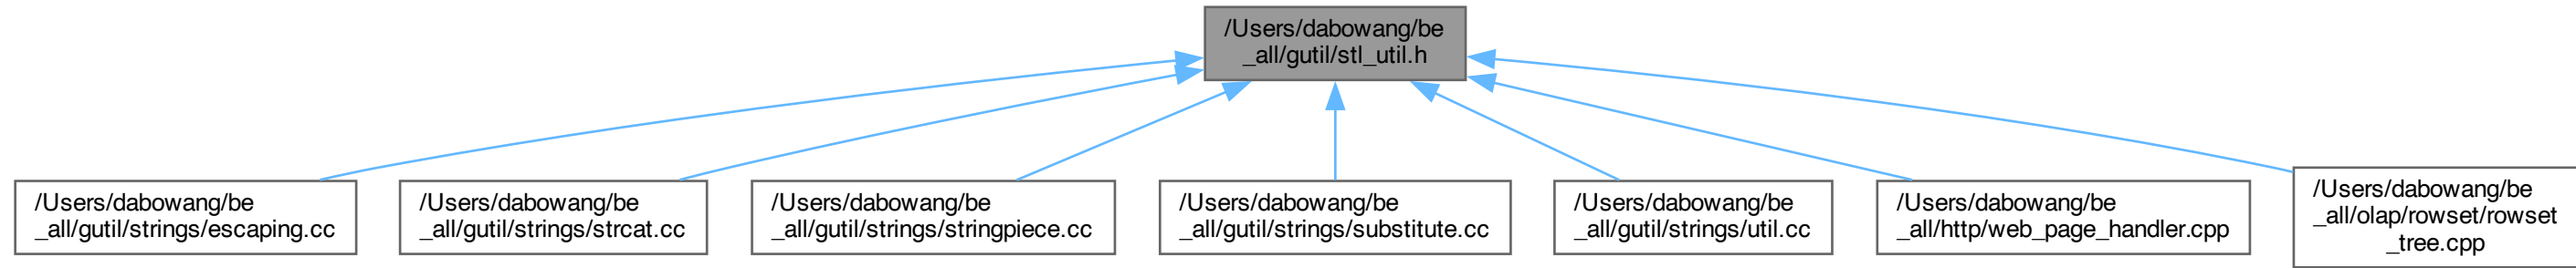 /Users/dabowang/be
_all/gutil/stl_util.h
/Users/dabowang/be
_all/gutil/strings/escaping.cc
/Users/dabowang/be
_all/gutil/strings/strcat.cc
/Users/dabowang/be
_all/gutil/strings/stringpiece.cc
/Users/dabowang/be
_all/gutil/strings/substitute.cc
/Users/dabowang/be
_all/gutil/strings/util.cc
/Users/dabowang/be
_all/http/web_page_handler.cpp
/Users/dabowang/be
_all/olap/rowset/rowset
_tree.cpp